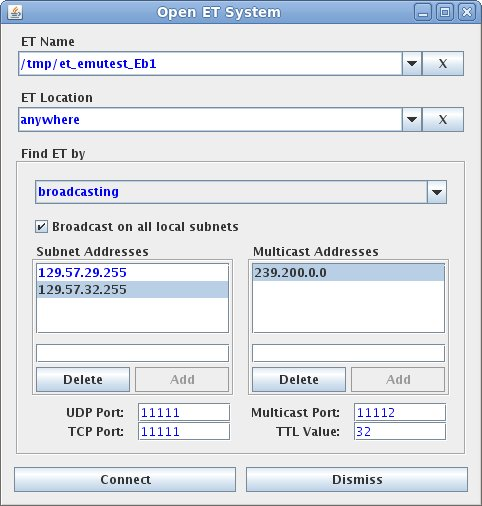 Open ET System
ET Name
/tmp/et_emutest_Eb1
X
ET Location
anywhere
X
Find ET by
broadcasting
Broadcast on all local subnets
Subnet Addresses
129.57.29.255
129.57.32.255
Delete
Add
Multicast Addresses
239.200.0.0
Delete
Add
UDP Port: 11111
TCP Port: 11111
Multicast Port: 11112
TTL Value: 32
Connect
Dismiss